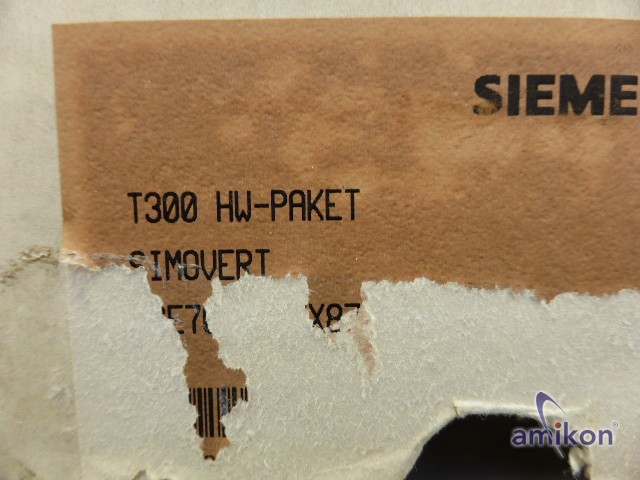 SIEME
T300 HW-PAKET
SIMOVERT
amikon®